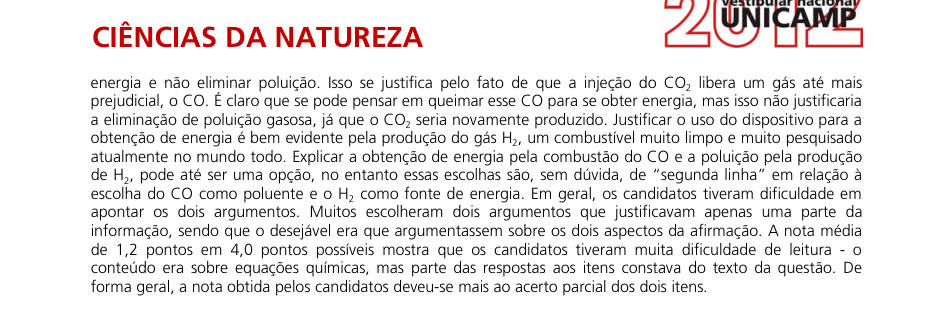 vestibular nacional
2012
UNICAMP
CIÊNCIAS DA NATUREZA
energia e não eliminar poluição. Isso se justifica pelo fato de que a injeção do CO₂ libera um gás até mais
prejudicial, o CO. É claro que se pode pensar em queimar esse CO para se obter energia, mas isso não justificaria
a eliminação de poluição gasosa, já que o CO₂ seria novamente produzido. Justificar o uso do dispositivo para a
obtenção de energia é bem evidente pela produção do gás H₂, um combustível muito limpo e muito pesquisado
atualmente no mundo todo. Explicar a obtenção de energia pela combustão do CO e a poluição pela produção
de H₂, pode até ser uma opção, no entanto essas escolhas são, sem dúvida, de “segunda linha” em relação à
escolha do CO como poluente e o H₂ como fonte de energia. Em geral, os candidatos tiveram dificuldade em
apontar os dois argumentos. Muitos escolheram dois argumentos que justificavam apenas uma parte da
informação, sendo que o desejável era que argumentassem sobre os dois aspectos da afirmação. A nota média
de 1,2 pontos em 4,0 pontos possíveis mostra que os candidatos tiveram muita dificuldade de leitura - o
conteúdo era sobre equações químicas, mas parte das respostas aos itens constava do texto da questão. De
forma geral, a nota obtida pelos candidatos deveu-se mais ao acerto parcial dos dois itens.